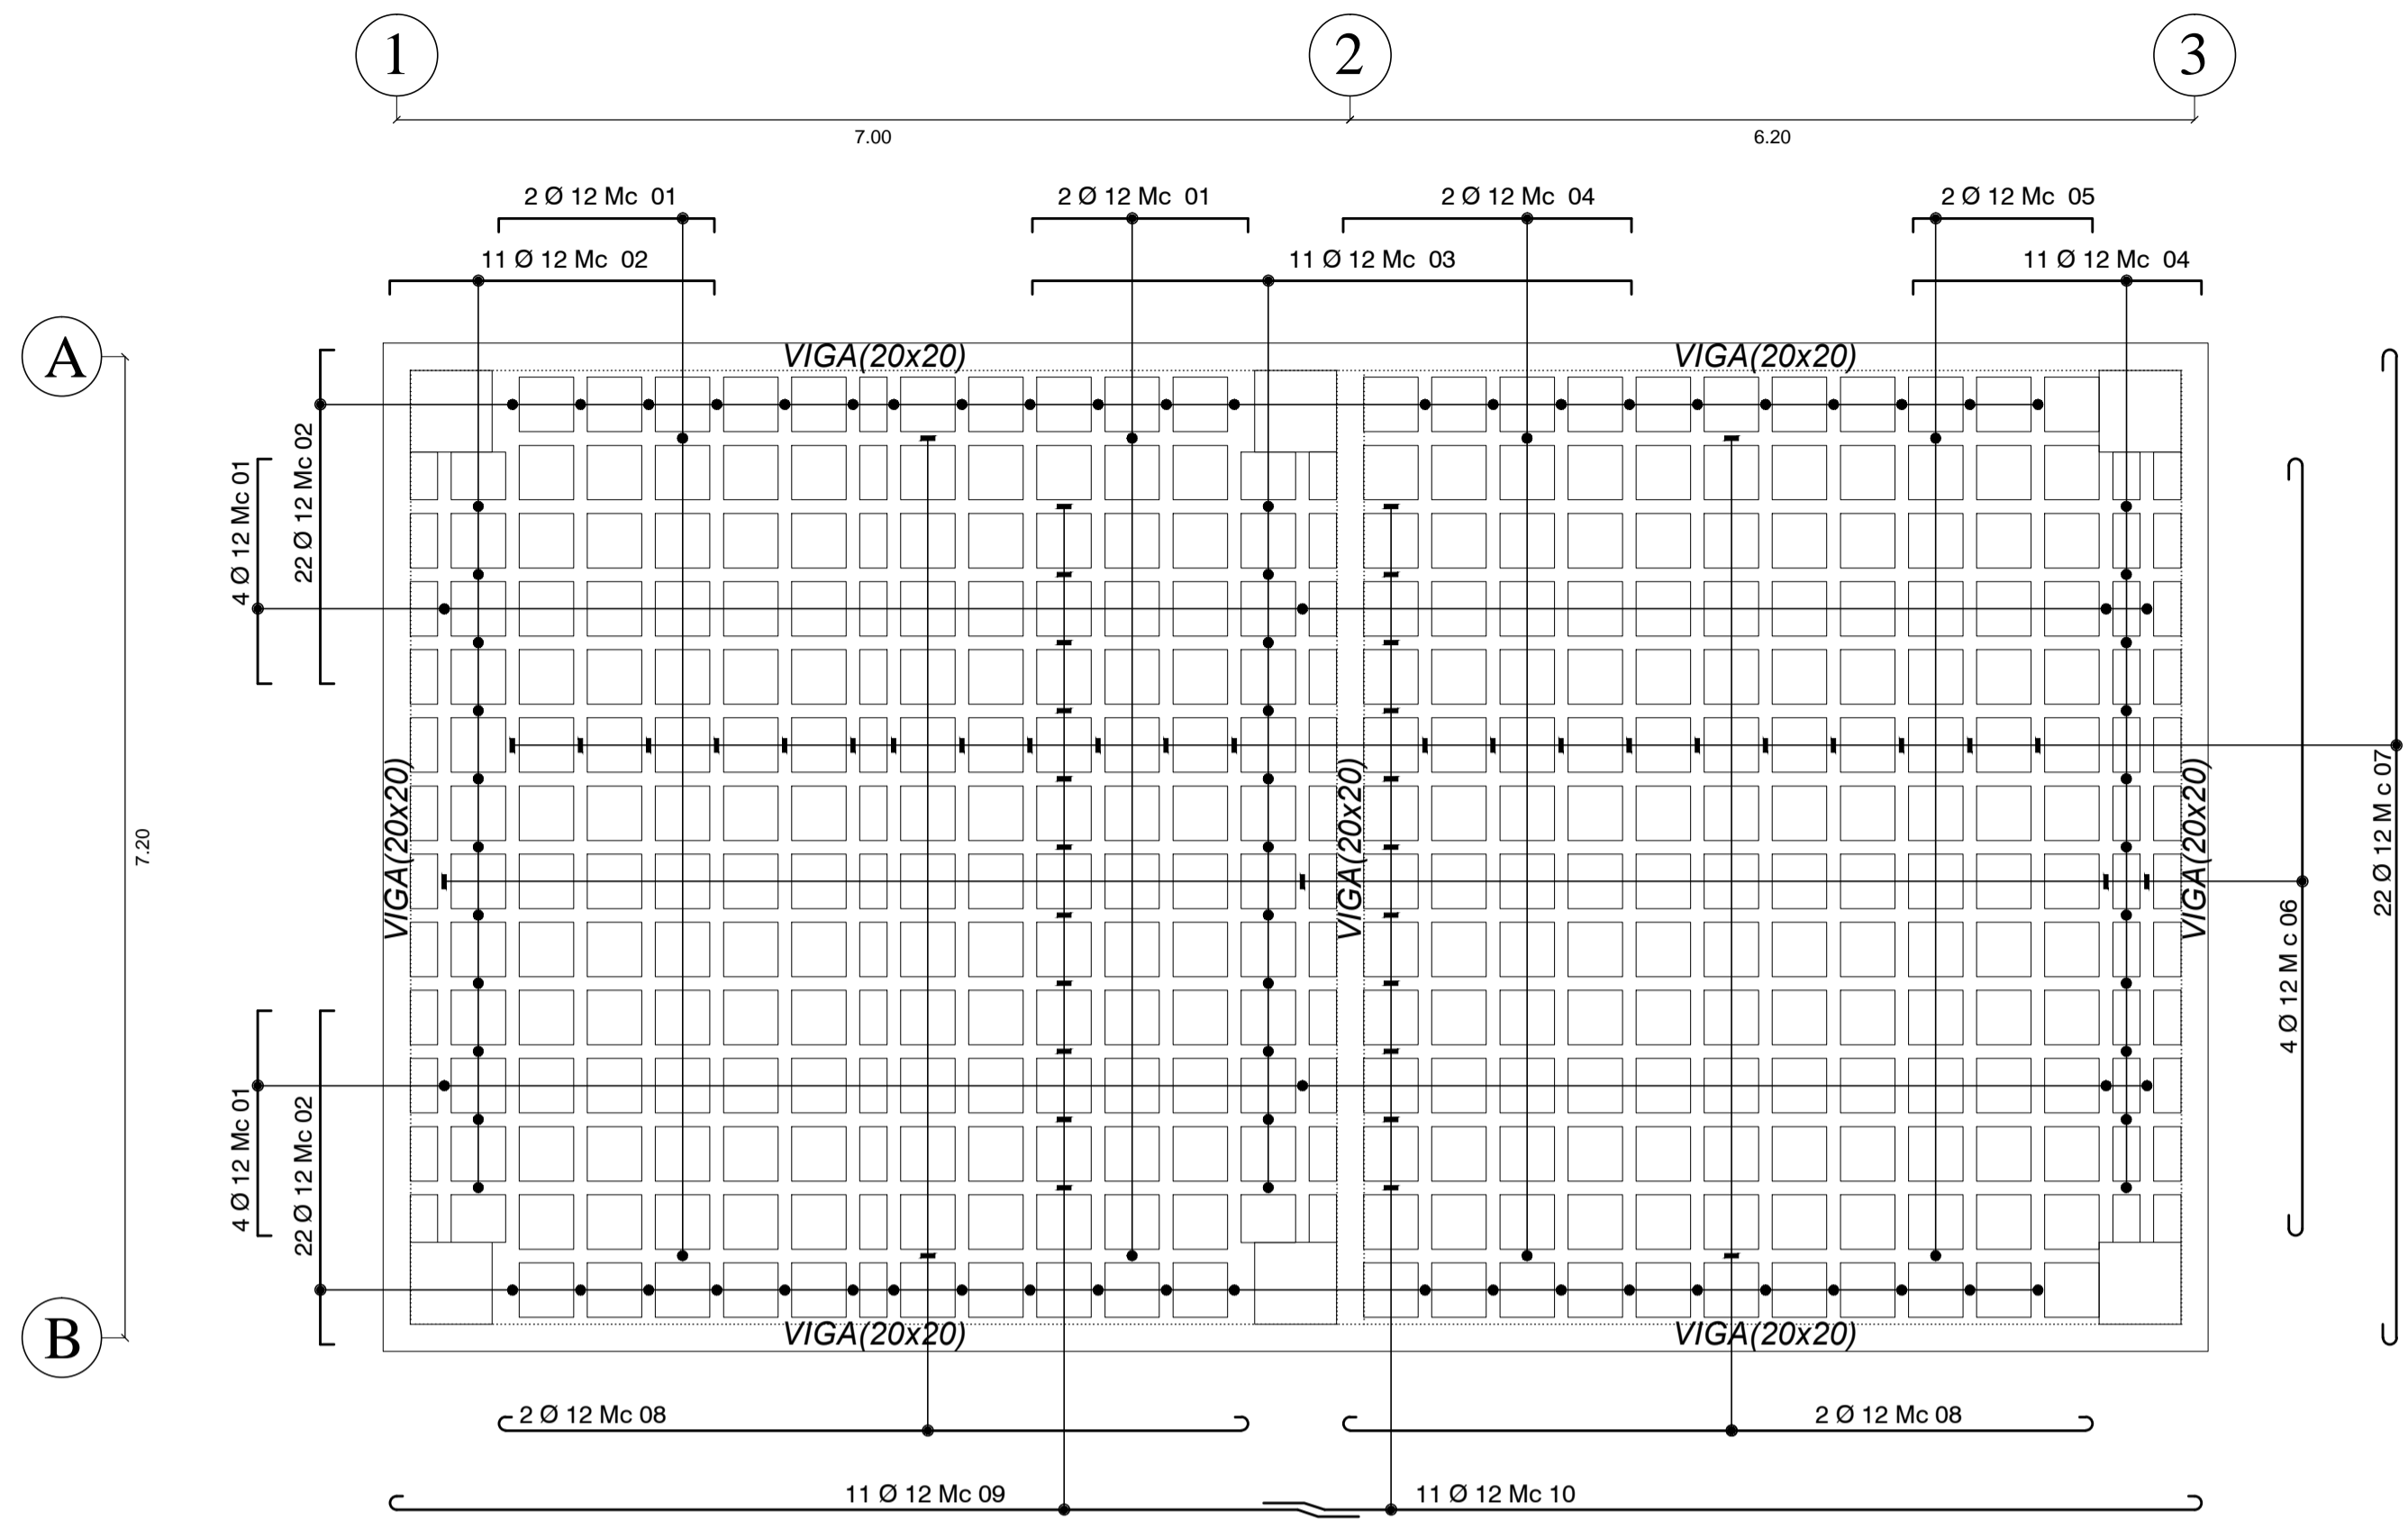 1
2
3
7.00
6.20
2 Ø 12 Mc 01
2 Ø 12 Mc 01
2 Ø 12 Mc 04
2 Ø 12 Mc 05
11 Ø 12 Mc 02
11 Ø 12 Mc 03
11 Ø 12 Mc 04
A
VIGA(20x20)
VIGA(20x20)
4 Ø 12 Mc 01
22 Ø 12 Mc 02
7.20
VIGA(20x20)
VIGA(20x20)
VIGA(20x20)
22 Ø 12 M c 07
4 Ø 12 M c 06
4 Ø 12 Mc 01
22 Ø 12 Mc 02
B
VIGA(20x20)
VIGA(20x20)
2 Ø 12 Mc 08
2 Ø 12 Mc 08
11 Ø 12 Mc 09
11 Ø 12 Mc 10